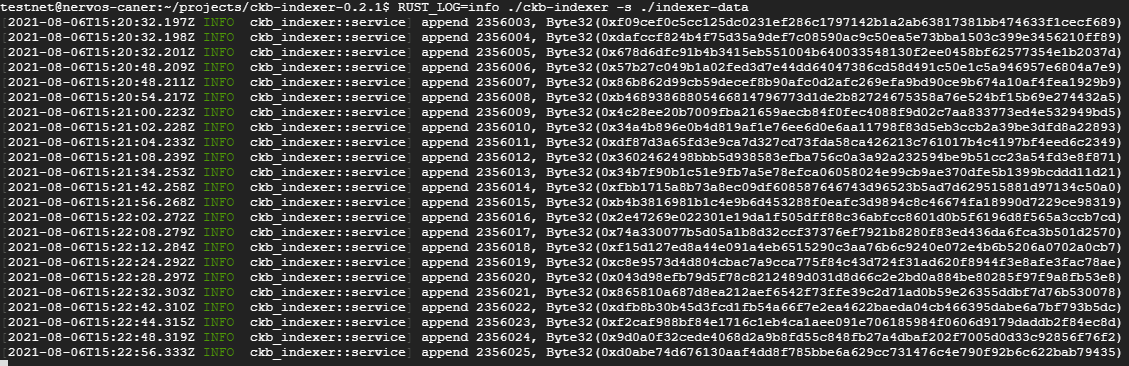 testnet@nervos-caner:~/projects/ckb-indexer-0.2.1$ RUST_LOG=info ./ckb-indexer -s ./indexer-data
[2021-08-06T15:20:32.197Z INFO  ckb_indexer::service] append 2356003, Byte32(0xf09cef0c5cc125dc0231ef286c1797142b1a2ab63817381bb474633f1cecf689)
[2021-08-06T15:20:32.198Z INFO  ckb_indexer::service] append 2356004, Byte32(0xdafccf824b4f75d35a9def7c08590ac9c50ea5e73bba1503c399e3456210ff89)
[2021-08-06T15:20:32.201Z INFO  ckb_indexer::service] append 2356005, Byte32(0x678d6dfc91b4b3415eb551004b640033548130f2ee0458bf62577354e1b2037d)
[2021-08-06T15:20:48.209Z INFO  ckb_indexer::service] append 2356006, Byte32(0x57b27c049b1a02fed3d7e44dd64047386cd58d491c50e1c5a946957e6804a7e9)
[2021-08-06T15:20:48.211Z INFO  ckb_indexer::service] append 2356007, Byte32(0x86b862d99cb59decef8b90afc0d2afc269efa9bd90ce9b674a10af4fea1929b9)
[2021-08-06T15:20:54.217Z INFO  ckb_indexer::service] append 2356008, Byte32(0xb46893868805466814796773d1de2b82724675358a76e524bf15b69e274432a5)
[2021-08-06T15:21:00.223Z INFO  ckb_indexer::service] append 2356009, Byte32(0x4c28ee20b7009fba21659aecb84f0fec4088f9d02c7aa833773ed4e532949bd5)
[2021-08-06T15:21:02.228Z INFO  ckb_indexer::service] append 2356010, Byte32(0x34a4b896e0b4d819af1e76ee6d0e6aa11798f83d5eb3ccb2a39be3dfd8a22893)
[2021-08-06T15:21:04.233Z INFO  ckb_indexer::service] append 2356011, Byte32(0xdf87d3a65fd3e9ca7d327cd73fda58ca426213c761017b4c4197bf4eed6c2349)
[2021-08-06T15:21:08.239Z INFO  ckb_indexer::service] append 2356012, Byte32(0x3602462498bbb5d938583efba756c0a3a92a232594be9b51cc23a54fd3e8f871)
[2021-08-06T15:21:34.253Z INFO  ckb_indexer::service] append 2356013, Byte32(0x34b7f90b1c51e9fb7a5e78efca06058024e99cb9ae370dfe5b1399bcddd11d21)
[2021-08-06T15:21:42.258Z INFO  ckb_indexer::service] append 2356014, Byte32(0xfbb1715a8b73a8ec09df608587646743d96523b5ad7d629515881d97134c50a0)
[2021-08-06T15:21:56.268Z INFO  ckb_indexer::service] append 2356015, Byte32(0xb4b3816981b1c4e9b6d453288f0eafc3d9894c8c46674fa18990d7229ce98319)
[2021-08-06T15:22:02.272Z INFO  ckb_indexer::service] append 2356016, Byte32(0x2e47269e022301e19da1f505dff88c36abfcc8601d0b5f6196d8f565a3ccb7cd)
[2021-08-06T15:22:08.279Z INFO  ckb_indexer::service] append 2356017, Byte32(0x74a330077b5d05a1b8d32ccf37376ef7921b8280f83ed436da6fca3b501d2570)
[2021-08-06T15:22:12.284Z INFO  ckb_indexer::service] append 2356018, Byte32(0xf15d127ed8a44e091a4eb6515290c3aa76b6c9240e072e4b6b5206a0702a0cb7)
[2021-08-06T15:22:24.292Z INFO  ckb_indexer::service] append 2356019, Byte32(0xc8e9573d4d804cbac7a9cca775f84c43d724f31ad620f8944f3e8afe3fac78ae)
[2021-08-06T15:22:28.297Z INFO  ckb_indexer::service] append 2356020, Byte32(0x043d98efb79d5f78c8212489d031d8d66c2e2bd0a884be80285f97f9a8fb53e8)
[2021-08-06T15:22:32.303Z INFO  ckb_indexer::service] append 2356021, Byte32(0x865810a687d8ea212aef6542f73ffe39c2d71ad0b59e26355ddbf7d76b530078)
[2021-08-06T15:22:42.310Z INFO  ckb_indexer::service] append 2356022, Byte32(0xdfb8b30b45d3fcd1fb54a66f7e2ea4622baeda04cb466395dabe6a7bf793b5dc)
[2021-08-06T15:22:44.315Z INFO  ckb_indexer::service] append 2356023, Byte32(0xf2caf988bf84e1716c1eb4ca1aee091e706185984f0606d9179daddb2f84ec8d)
[2021-08-06T15:22:48.319Z INFO  ckb_indexer::service] append 2356024, Byte32(0x9d0a0f32cede4068d2a9b8fd55c848fb27a4dbaf202f7005d0d33c92856f76f2)
[2021-08-06T15:22:56.333Z INFO  ckb_indexer::service] append 2356025, Byte32(0xd0abe74d676130aaf4dd8f785bbe6a629cc731476c4e790f92b6c622bab79435)